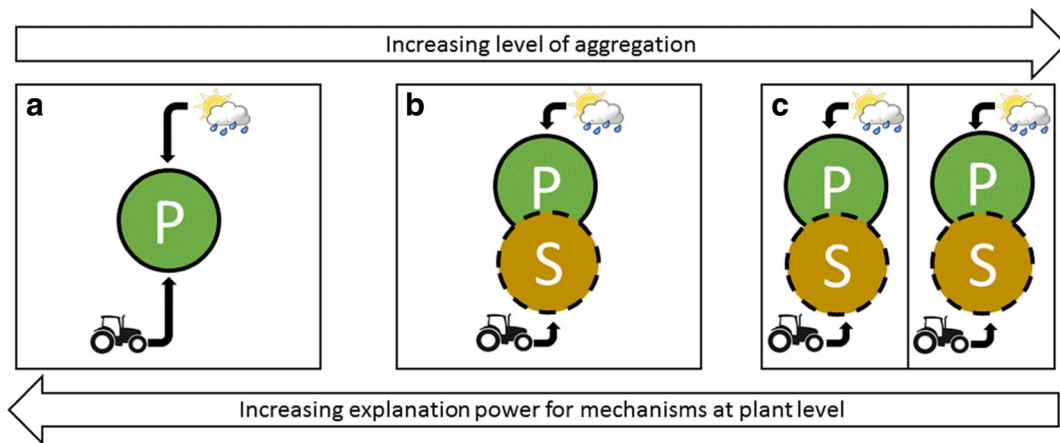 Increasing level of aggregation
a
b
c
P
P
S
P
S
P
S
Increasing explanation power for mechanisms at plant level